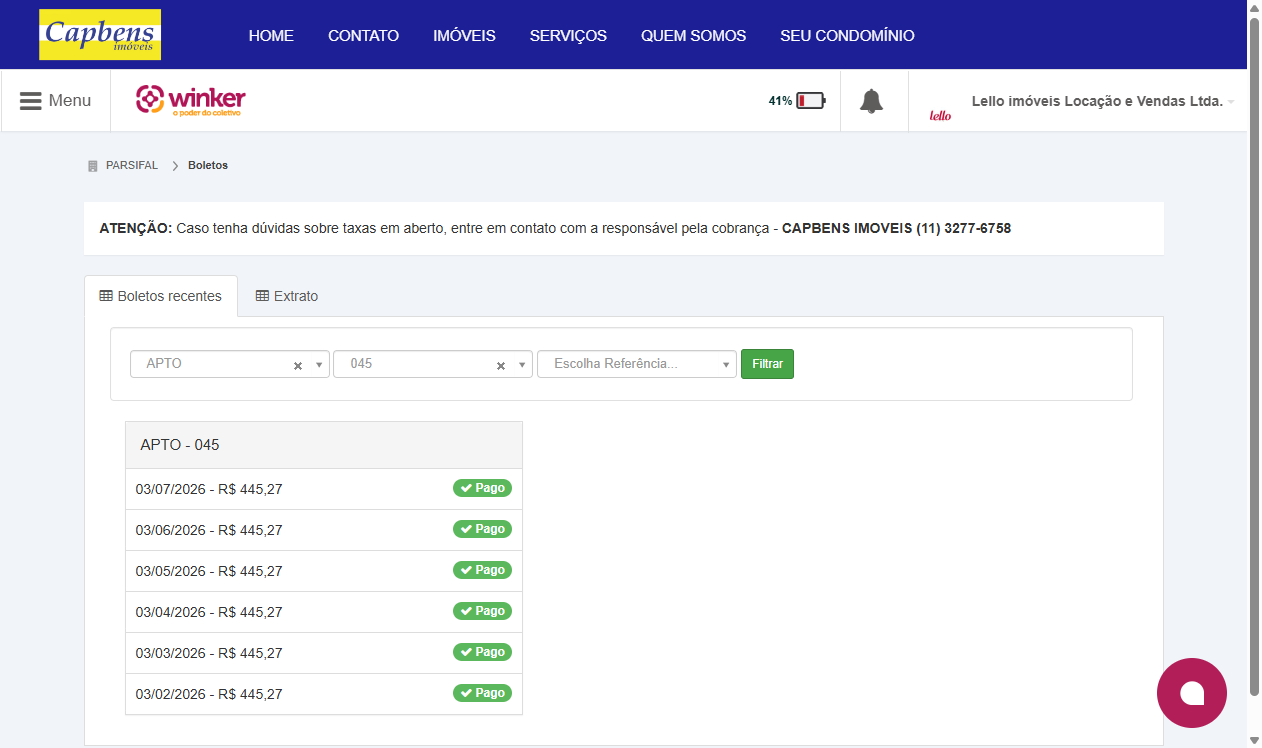 Capbens
imóveis
HOME CONTATO IMÓVEIS SERVIÇOS QUEM SOMOS SEU CONDOMÍNIO
Menu
winker
o poder do coletivo
41%
lello
Lello imóveis Locação e Vendas Ltda.
PARSIFAL > Boletos
ATENÇÃO: Caso tenha dúvidas sobre taxas em aberto, entre em contato com a responsável pela cobrança - CAPBENS IMOVEIS (11) 3277-6758
Boletos recentes Extrato
APTO × 045 × Escolha Referência... Filtrar
APTO - 045
03/07/2026 - R$ 445,27 Pago
03/06/2026 - R$ 445,27 Pago
03/05/2026 - R$ 445,27 Pago
03/04/2026 - R$ 445,27 Pago
03/03/2026 - R$ 445,27 Pago
03/02/2026 - R$ 445,27 Pago